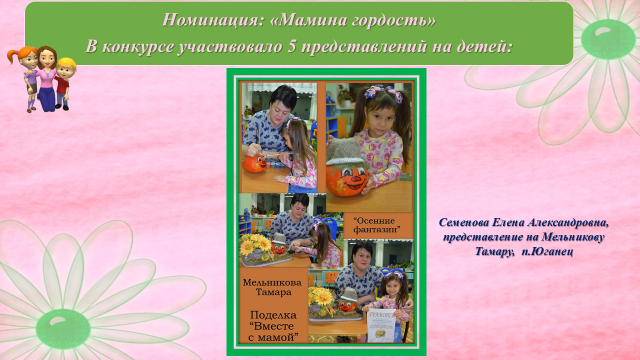 Номинация: «Мамина гордость»
В конкурсе участвовало 5 представлений на детей:
“Осенние
фантазии”
Мельникова
Тамара
Поделка
“Вместе
с мамой”
Семенова Елена Александровна,
представление на Мельникову
Тамару, п.Юганец